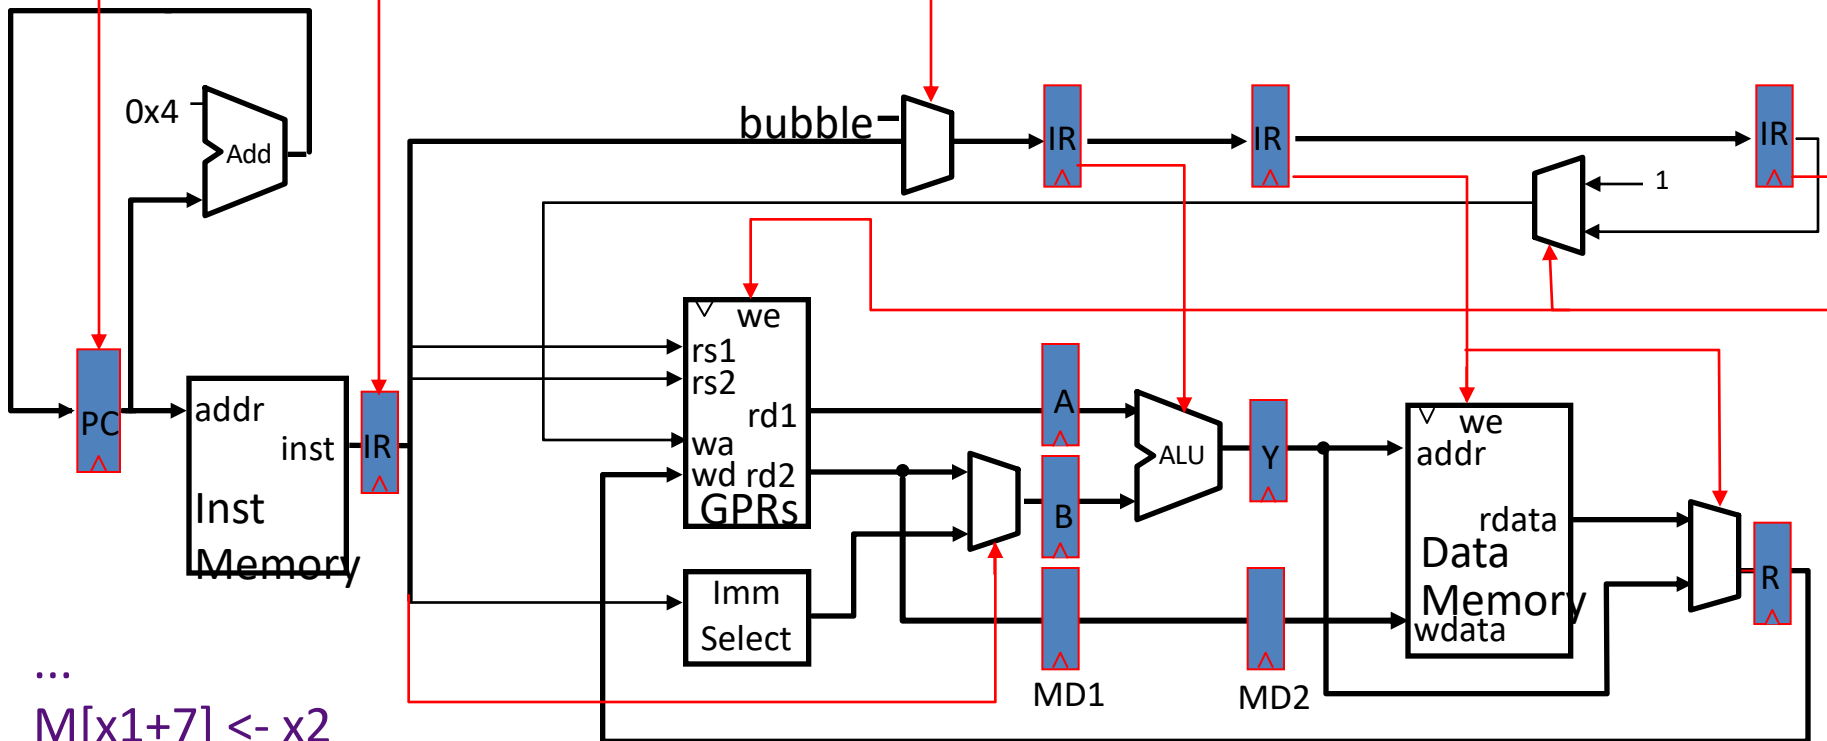 0x4
Add
bubble
IR
IR
IR
1
we
rs1
rs2
rd1
wa
wd rd2
GPRs
PC
addr
inst
Inst
Memory
IR
A
B
ALU
Y
we
addr
rdata
Data
Memory
wdata
R
Imm
Select
MD1
MD2
...
M[x1+7] <- x2